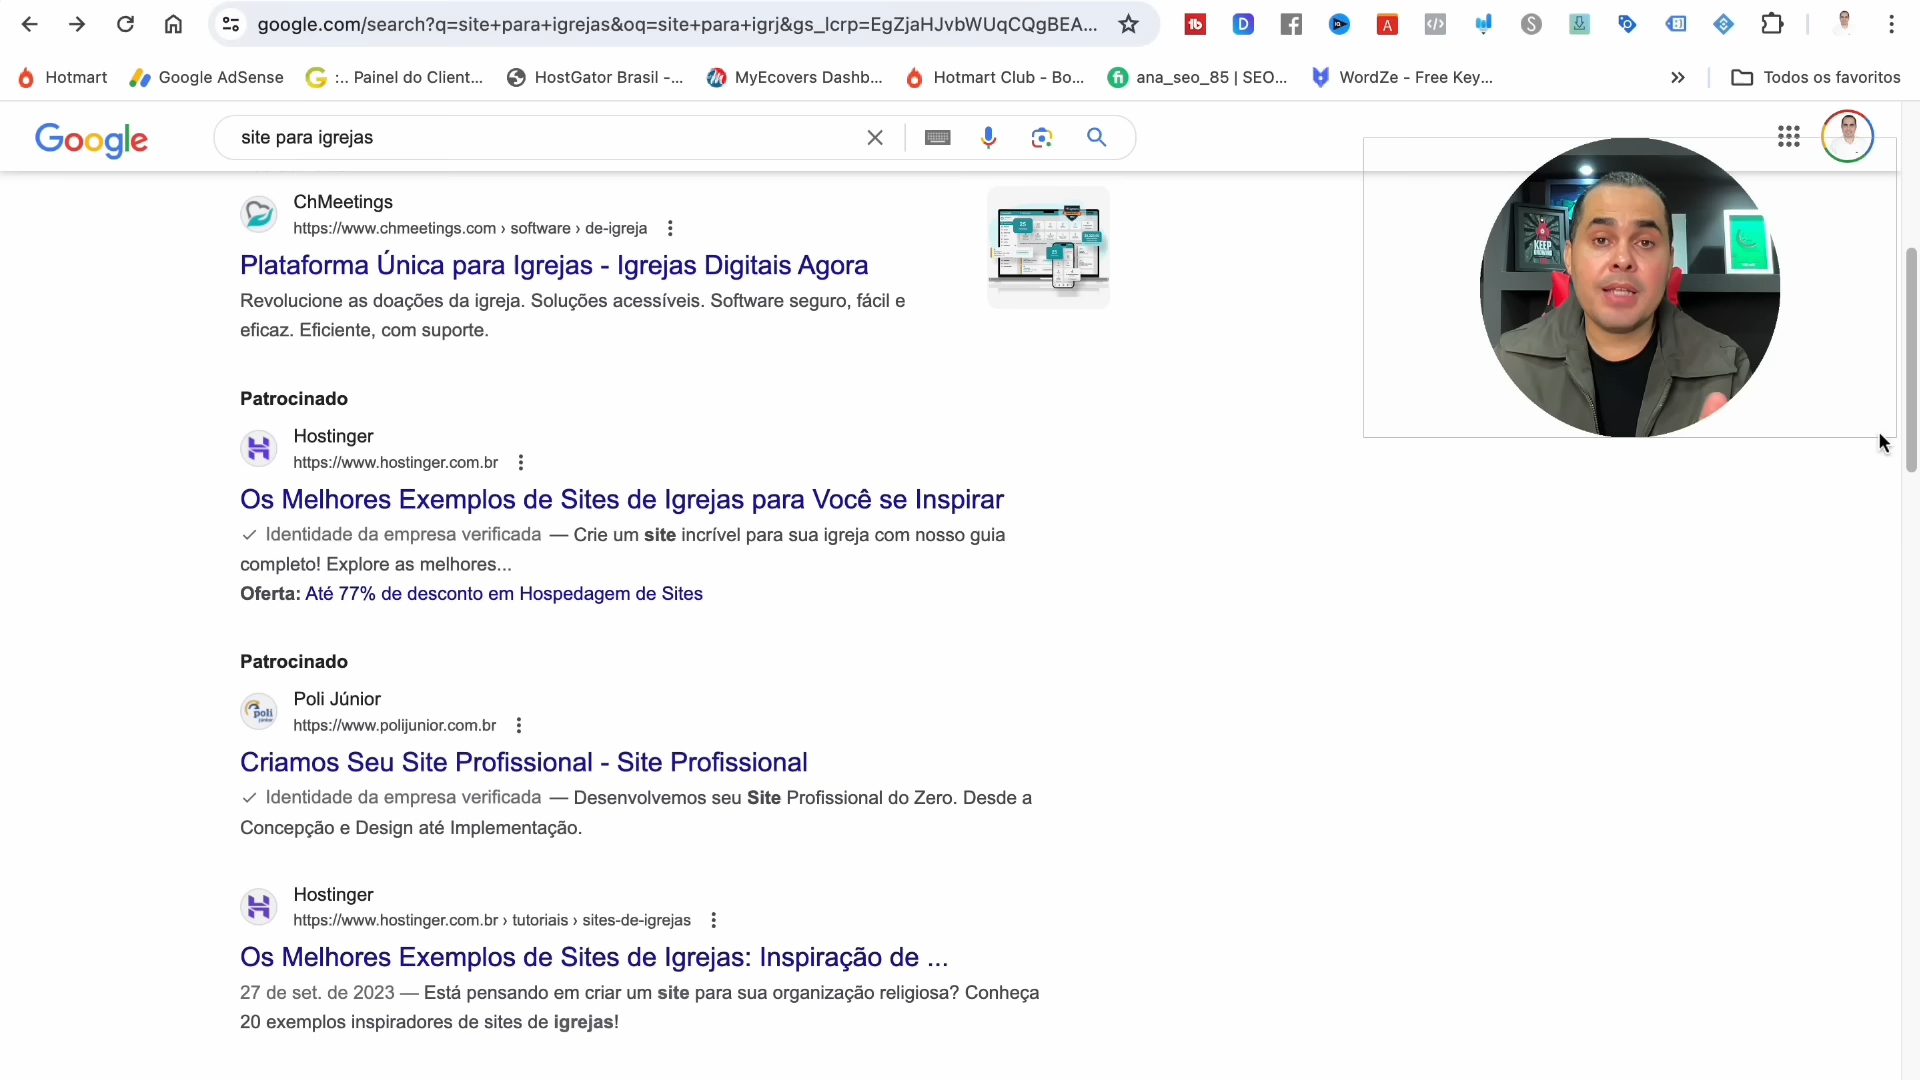 google.com/search?q=site+para+igrejas&oq=site+para+igrj&gs_lcrp=EgZjaHJvbWUqCQgBEA...
Hotmart
Google AdSense
:.. Painel do Client...
HostGator Brasil -...
MyEcovers Dashb...
Hotmart Club - Bo...
ana_seo_85 | SEO...
WordZe - Free Key...
Todos os favoritos
Google
site para igrejas
ChMeetings
https://www.chmeetings.com › software › de-igreja
Plataforma Única para Igrejas - Igrejas Digitais Agora
Revolucione as doações da igreja. Soluções acessíveis. Software seguro, fácil e
eficaz. Eficiente, com suporte.
Patrocinado
Hostinger
https://www.hostinger.com.br
Os Melhores Exemplos de Sites de Igrejas para Você se Inspirar
Identidade da empresa verificada — Crie um site incrível para sua igreja com nosso guia
completo! Explore as melhores...
Oferta: Até 77% de desconto em Hospedagem de Sites
Patrocinado
Poli Júnior
https://www.polijunior.com.br
Criamos Seu Site Profissional - Site Profissional
Identidade da empresa verificada — Desenvolvemos seu Site Profissional do Zero. Desde a
Concepção e Design até Implementação.
Hostinger
https://www.hostinger.com.br › tutoriais › sites-de-igrejas
Os Melhores Exemplos de Sites de Igrejas: Inspiração de ...
27 de set. de 2023 — Está pensando em criar um site para sua organização religiosa? Conheça
20 exemplos inspiradores de sites de igrejas!
KEEP